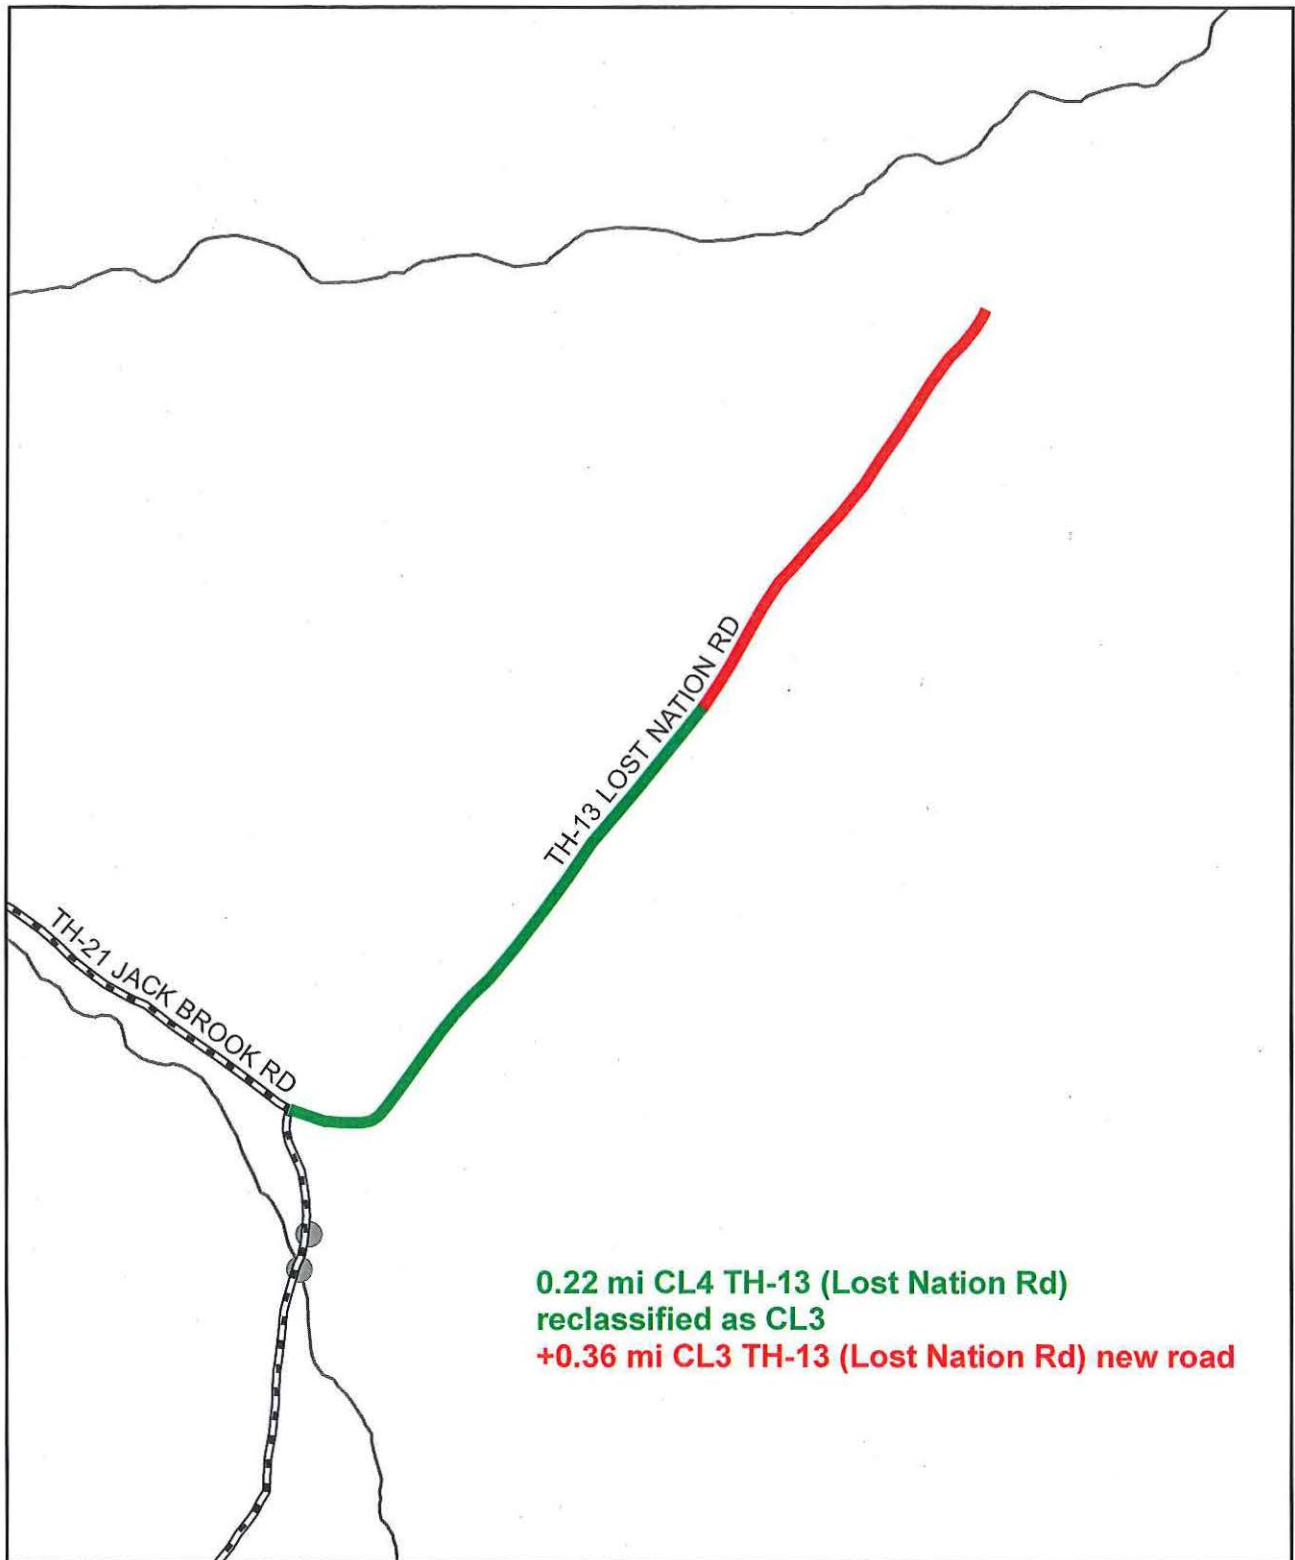 TH-13 LOST NATION RD
TH-21 JACK BROOK RD
0.22 mi CL4 TH-13 (Lost Nation Rd)
reclassified as CL3
+0.36 mi CL3 TH-13 (Lost Nation Rd) new road